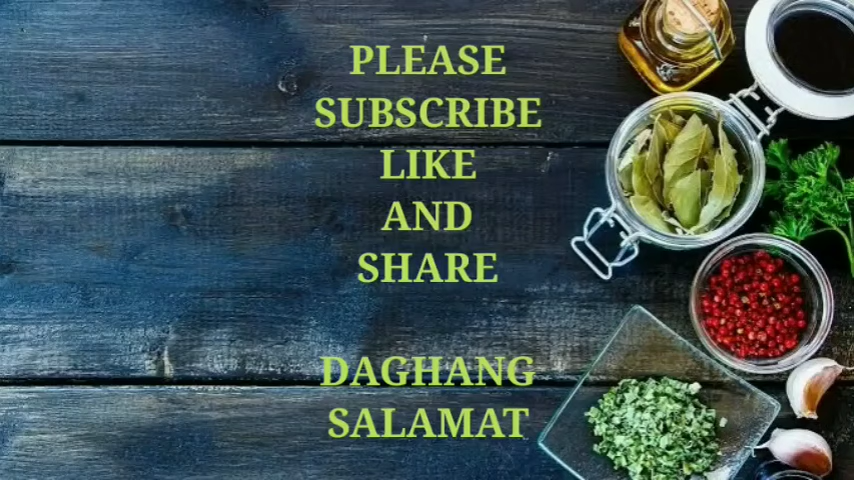 PLEASE
SUBSCRIBE
LIKE
AND
SHARE
DAGHANG
SALAMAT